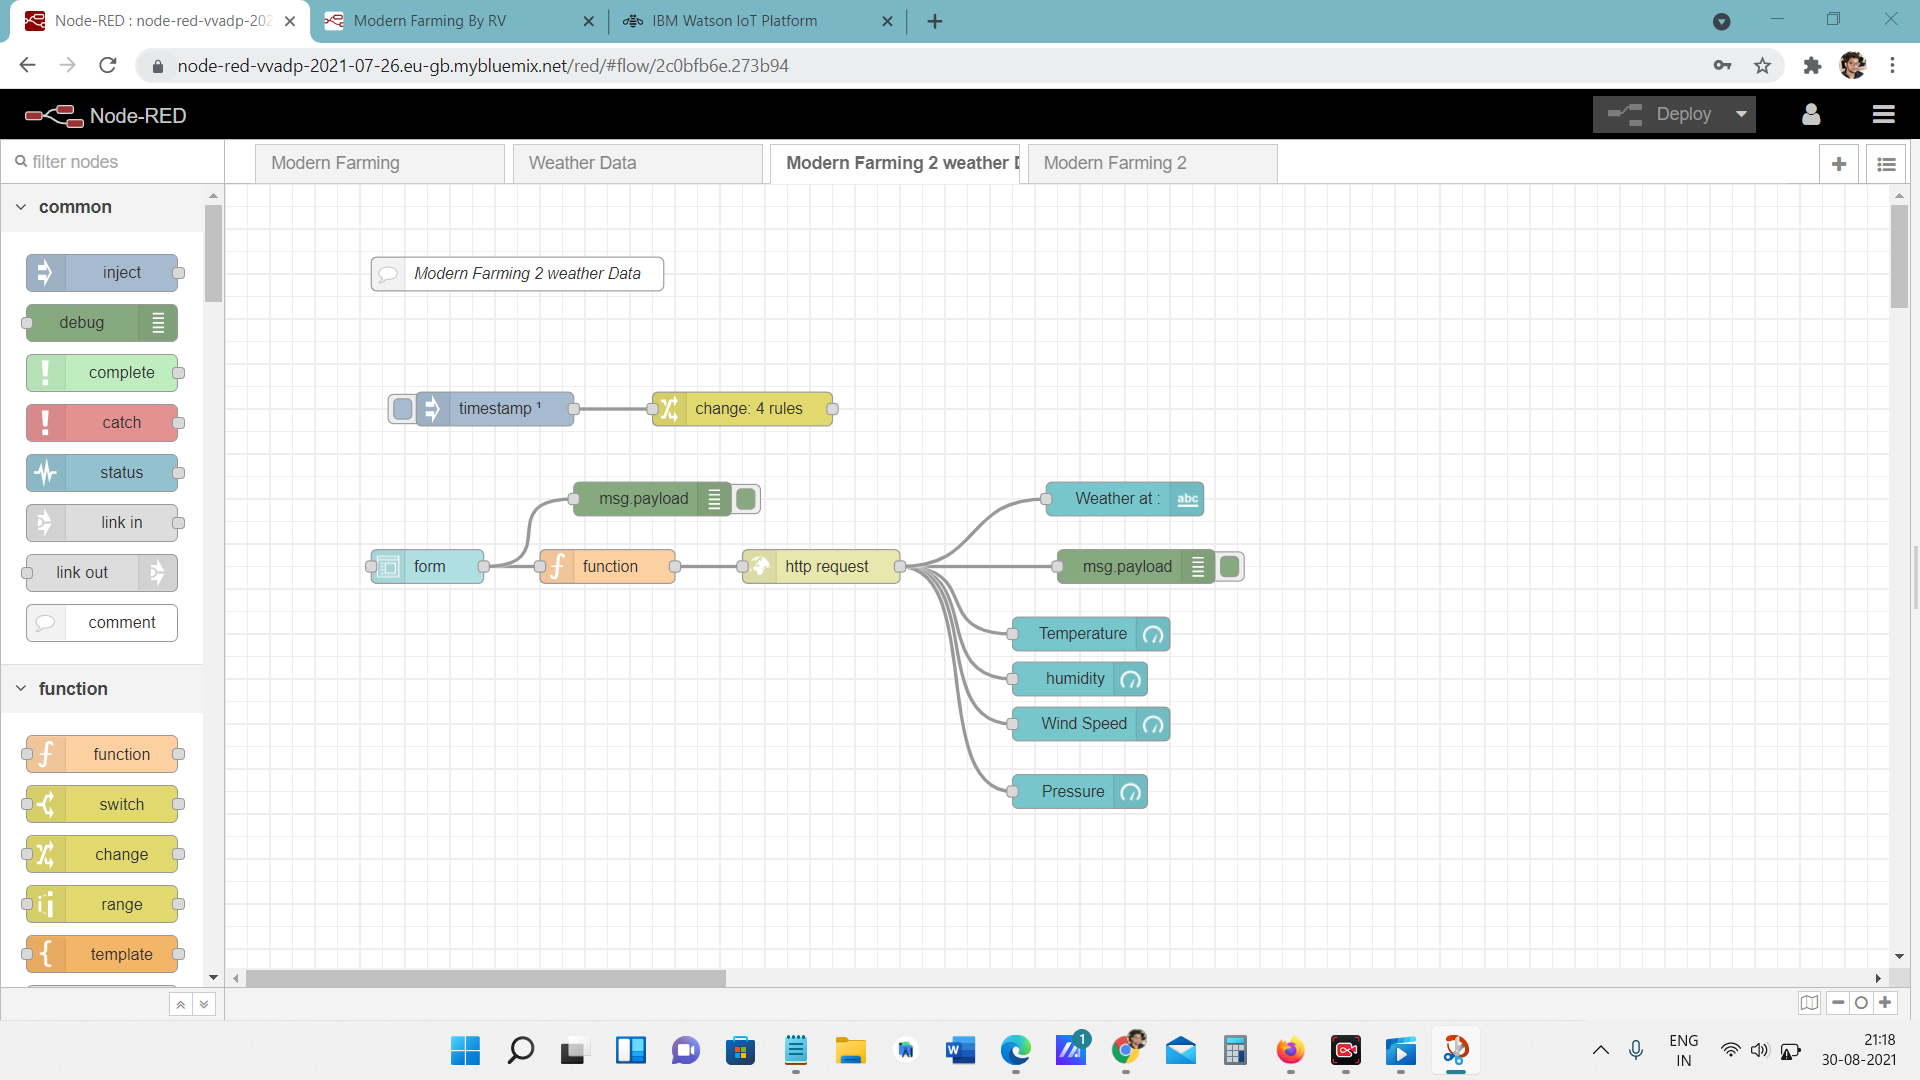 Node-RED : node-red-vvadp-202
Modern Farming By RV
IBM Watson IoT Platform
node-red-vvadp-2021-07-26.eu-gb.mybluemix.net/red/#flow/2c0bfb6e.273b94
Node-RED
Deploy
filter nodes
Modern Farming
Weather Data
Modern Farming 2 weather D
Modern Farming 2
common
inject
debug
complete
catch
status
link in
link out
comment
function
function
switch
change
range
template
Modern Farming 2 weather Data
timestamp ¹
change: 4 rules
msg.payload
Weather at :
abc
form
function
http request
msg.payload
Temperature
humidity
Wind Speed
Pressure
1
ENG
IN
21:18
30-08-2021